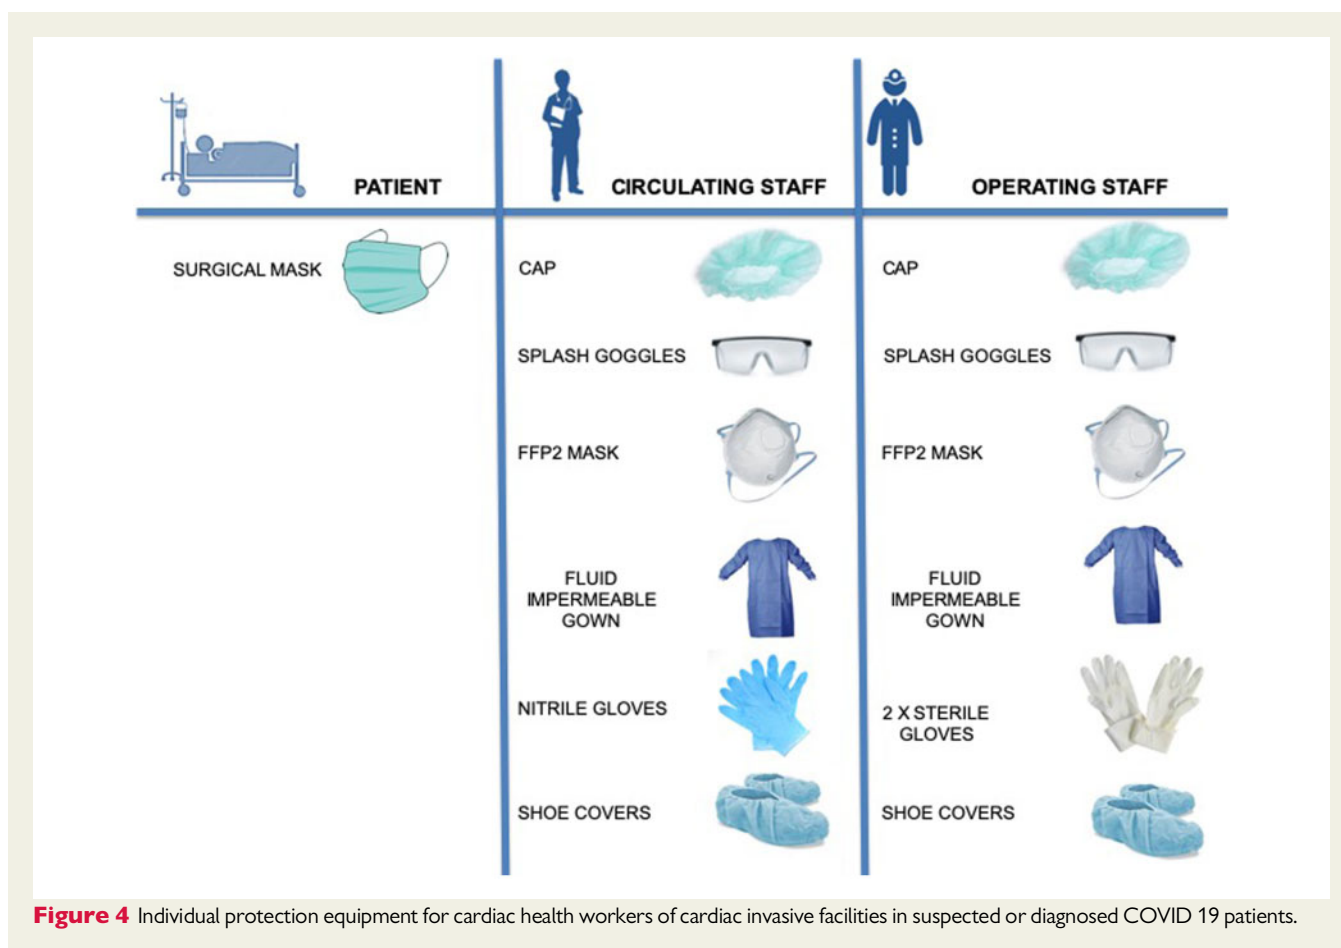 PATIENT
CIRCULATING STAFF
OPERATING STAFF
SURGICAL MASK
CAP
CAP
SPLASH GOGGLES
SPLASH GOGGLES
FFP2 MASK
FFP2 MASK
FLUID
IMPERMEABLE
GOWN
FLUID
IMPERMEABLE
GOWN
NITRILE GLOVES
2 X STERILE
GLOVES
SHOE COVERS
SHOE COVERS
Figure 4 Individual protection equipment for cardiac health workers of cardiac invasive facilities in suspected or diagnosed COVID 19 patients.